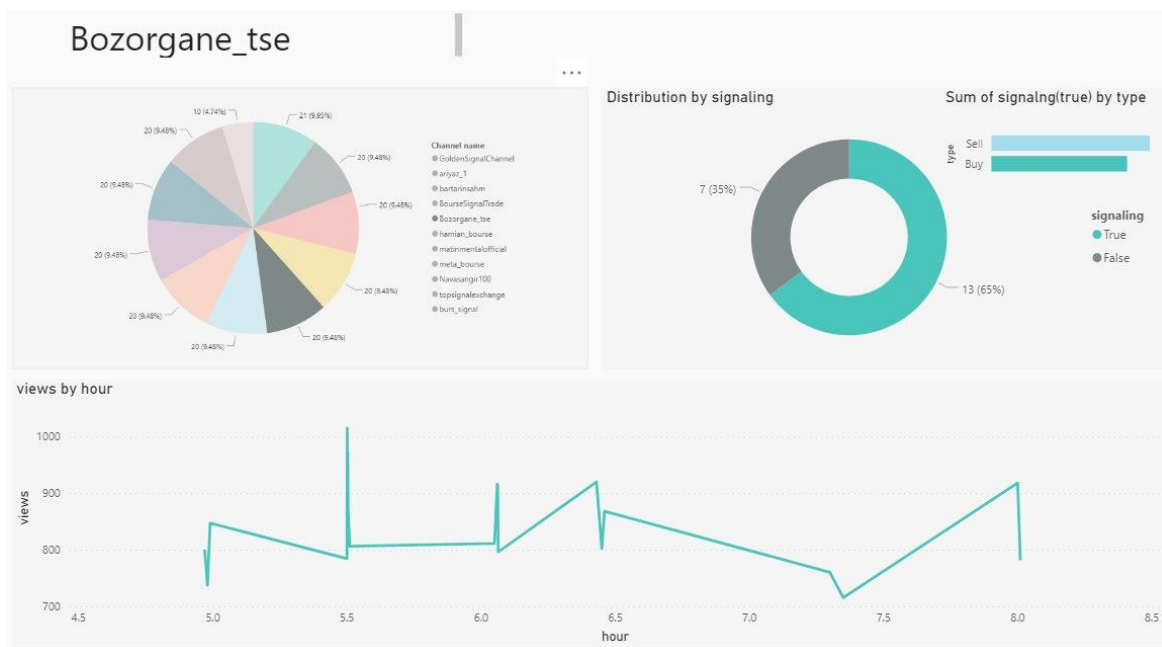 Bozorgane_tse
...
10 (4.74%)
21 (9.95%)
20 (9.48%)
20 (9.48%)
20 (9.48%)
20 (9.48%)
20 (9.48%)
20 (9.48%)
20 (9.48%)
20 (9.48%)
20 (9.48%)
Channel name
GoldenSignalChannel
ariyaz_1
bartarinsahm
BourseSignalTrade
Bozorgane_tse
hamian_bourse
matinmentalofficial
meta_bourse
Navasangir100
topsignalexchange
burs_signal
Distribution by signaling
7 (35%)
13 (65%)
Sum of signalng(true) by type
type
Sell
Buy
signaling
True
False
views by hour
views
1000
900
800
700
4.5 5.0 5.5 6.0 6.5 7.0 7.5 8.0 8.5
hour